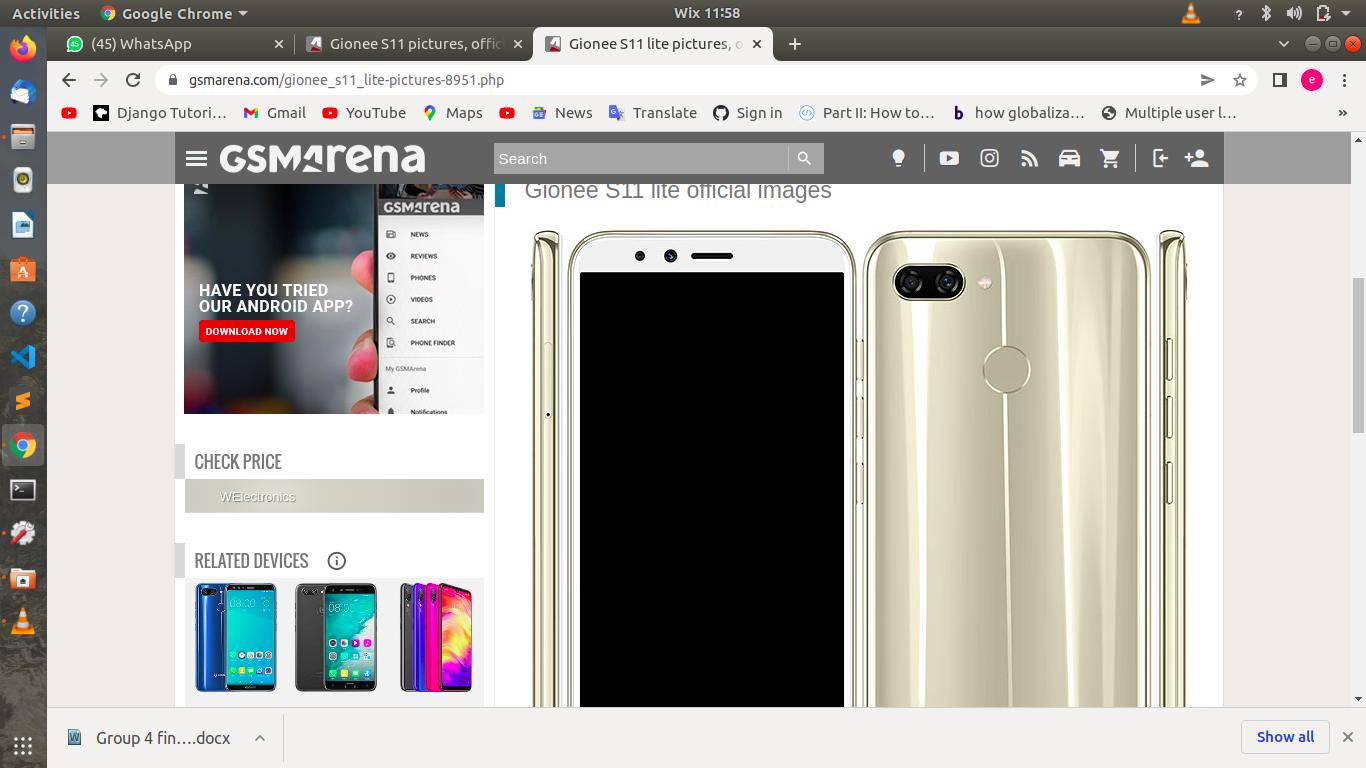 Activities
Google Chrome
Wix 11:58
?
(45) WhatsApp
Gionee S11 pictures, offic
Gionee S11 lite pictures, o
gsmarena.com/gionee_s11_lite-pictures-8951.php
e
Django Tutori…
Gmail
YouTube
Maps
News
Translate
Sign in
Part II: How to…
b
how globaliza…
Multiple user l…
»
GSMArena
Search
Gionee S11 lite official images
GSMArena
NEWS
REVIEWS
PHONES
VIDEOS
SEARCH
PHONE FINDER
My GSMArena
Profile
Notifications
HAVE YOU TRIED
OUR ANDROID APP?
DOWNLOAD NOW
CHECK PRICE
WElectronics
RELATED DEVICES
08:00
08:00
Group 4 fin….docx
Show all